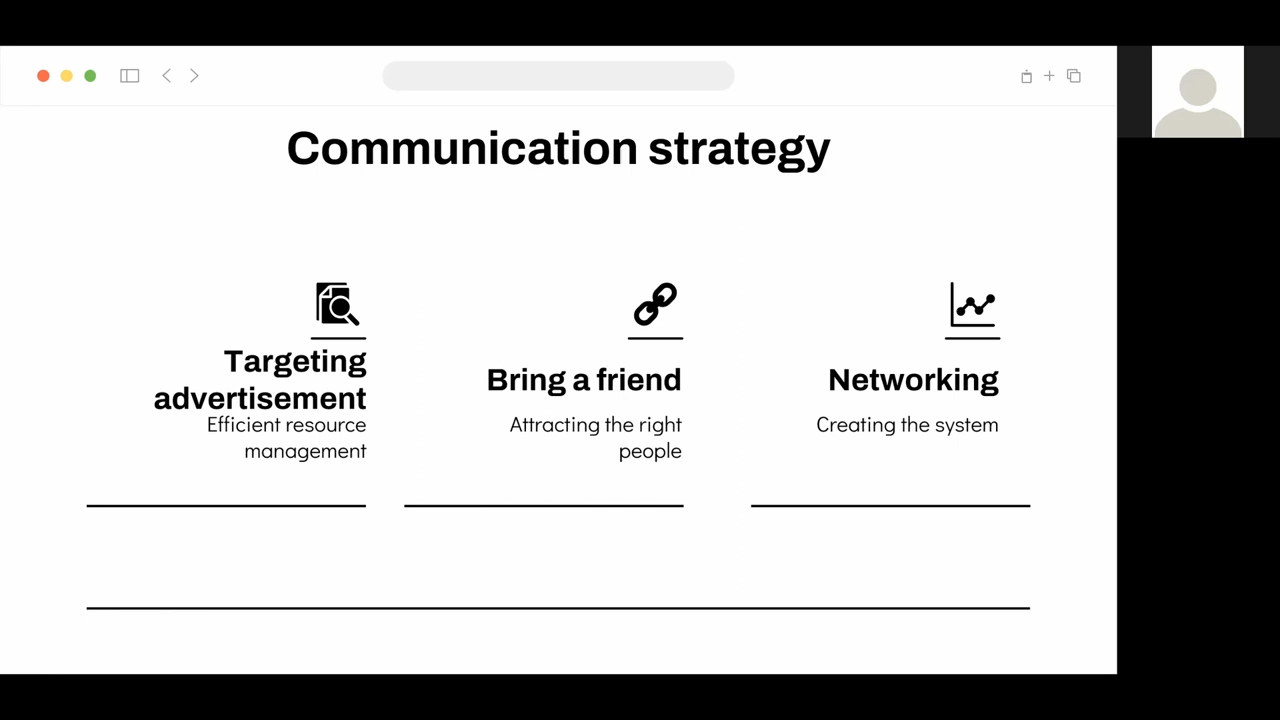 Communication strategy
Targeting
advertisement
Efficient resource
management
Bring a friend
Attracting the right
people
Networking
Creating the system